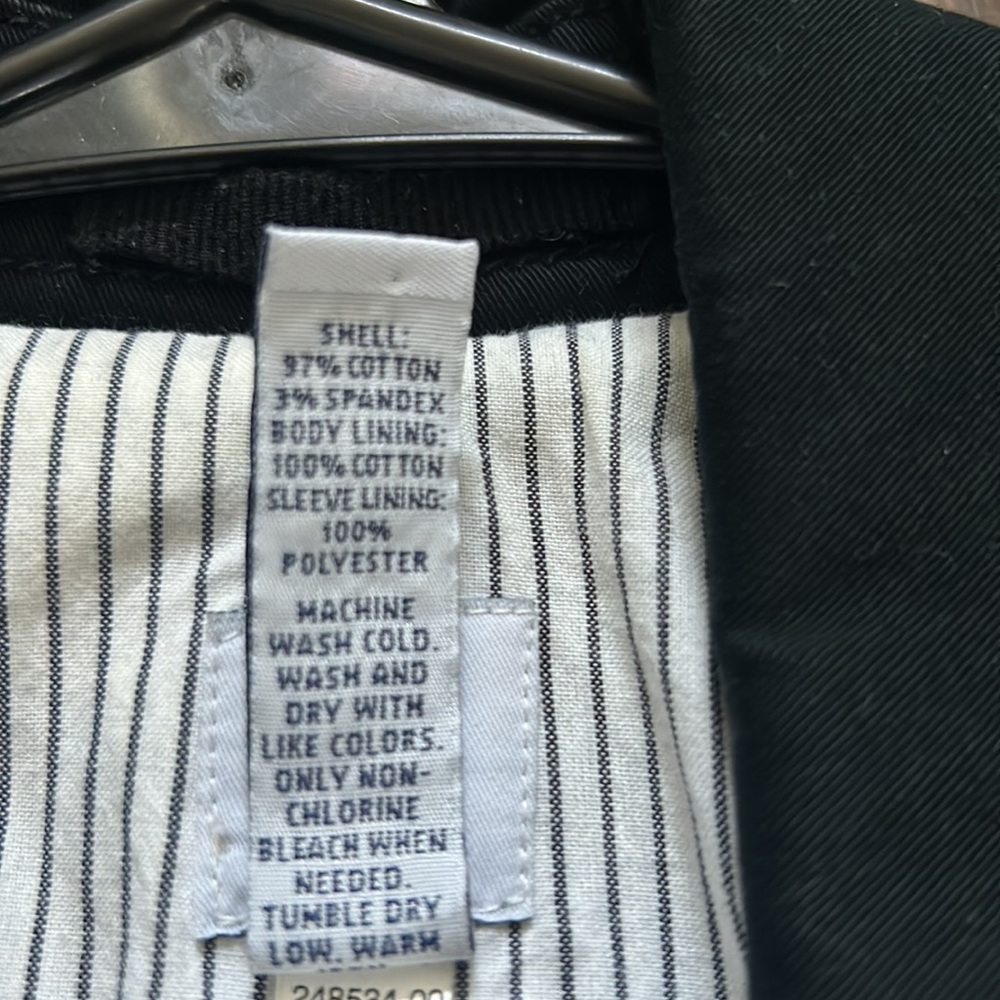 SHELL:
97% COTTON
3% SPANDEX
BODY LINING:
100% COTTON
SLEEVE LINING:
100%
POLYESTER
MACHINE
WASH COLD.
WASH AND
DRY WITH
LIKE COLORS.
ONLY NON-
CHLORINE
BLEACH WHEN
NEEDED.
TUMBLE DRY
LOW. WARM